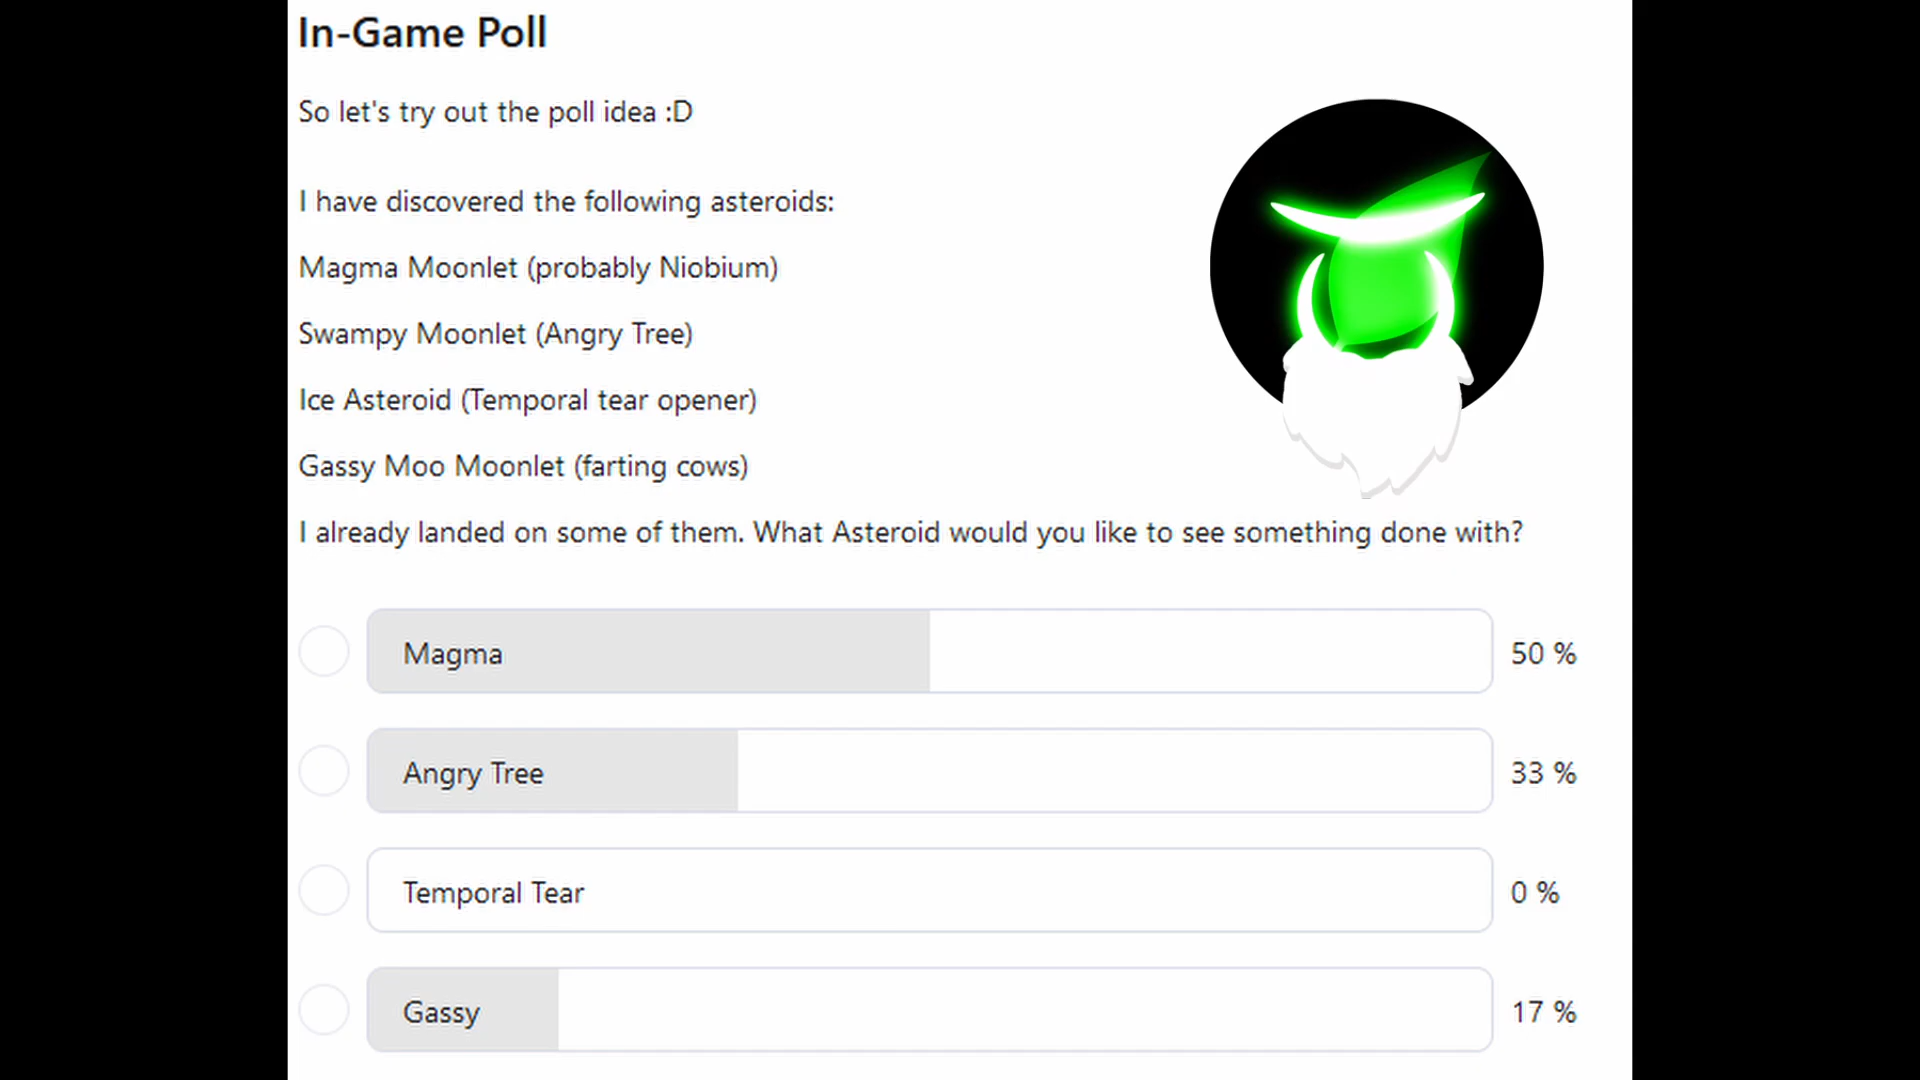 In-Game Poll
So let's try out the poll idea :D
I have discovered the following asteroids:
Magma Moonlet (probably Niobium)
Swampy Moonlet (Angry Tree)
Ice Asteroid (Temporal tear opener)
Gassy Moo Moonlet (farting cows)
I already landed on some of them. What Asteroid would you like to see something done with?
Magma 50 %
Angry Tree 33 %
Temporal Tear 0 %
Gassy 17 %